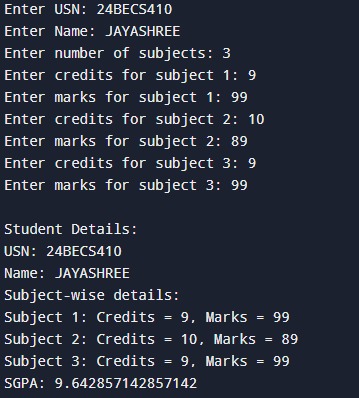 Enter USN: 24BECS410
Enter Name: JAYASHREE
Enter number of subjects: 3
Enter credits for subject 1: 9
Enter marks for subject 1: 99
Enter credits for subject 2: 10
Enter marks for subject 2: 89
Enter credits for subject 3: 9
Enter marks for subject 3: 99

Student Details:
USN: 24BECS410
Name: JAYASHREE
Subject-wise details:
Subject 1: Credits = 9, Marks = 99
Subject 2: Credits = 10, Marks = 89
Subject 3: Credits = 9, Marks = 99
SGPA: 9.642857142857142